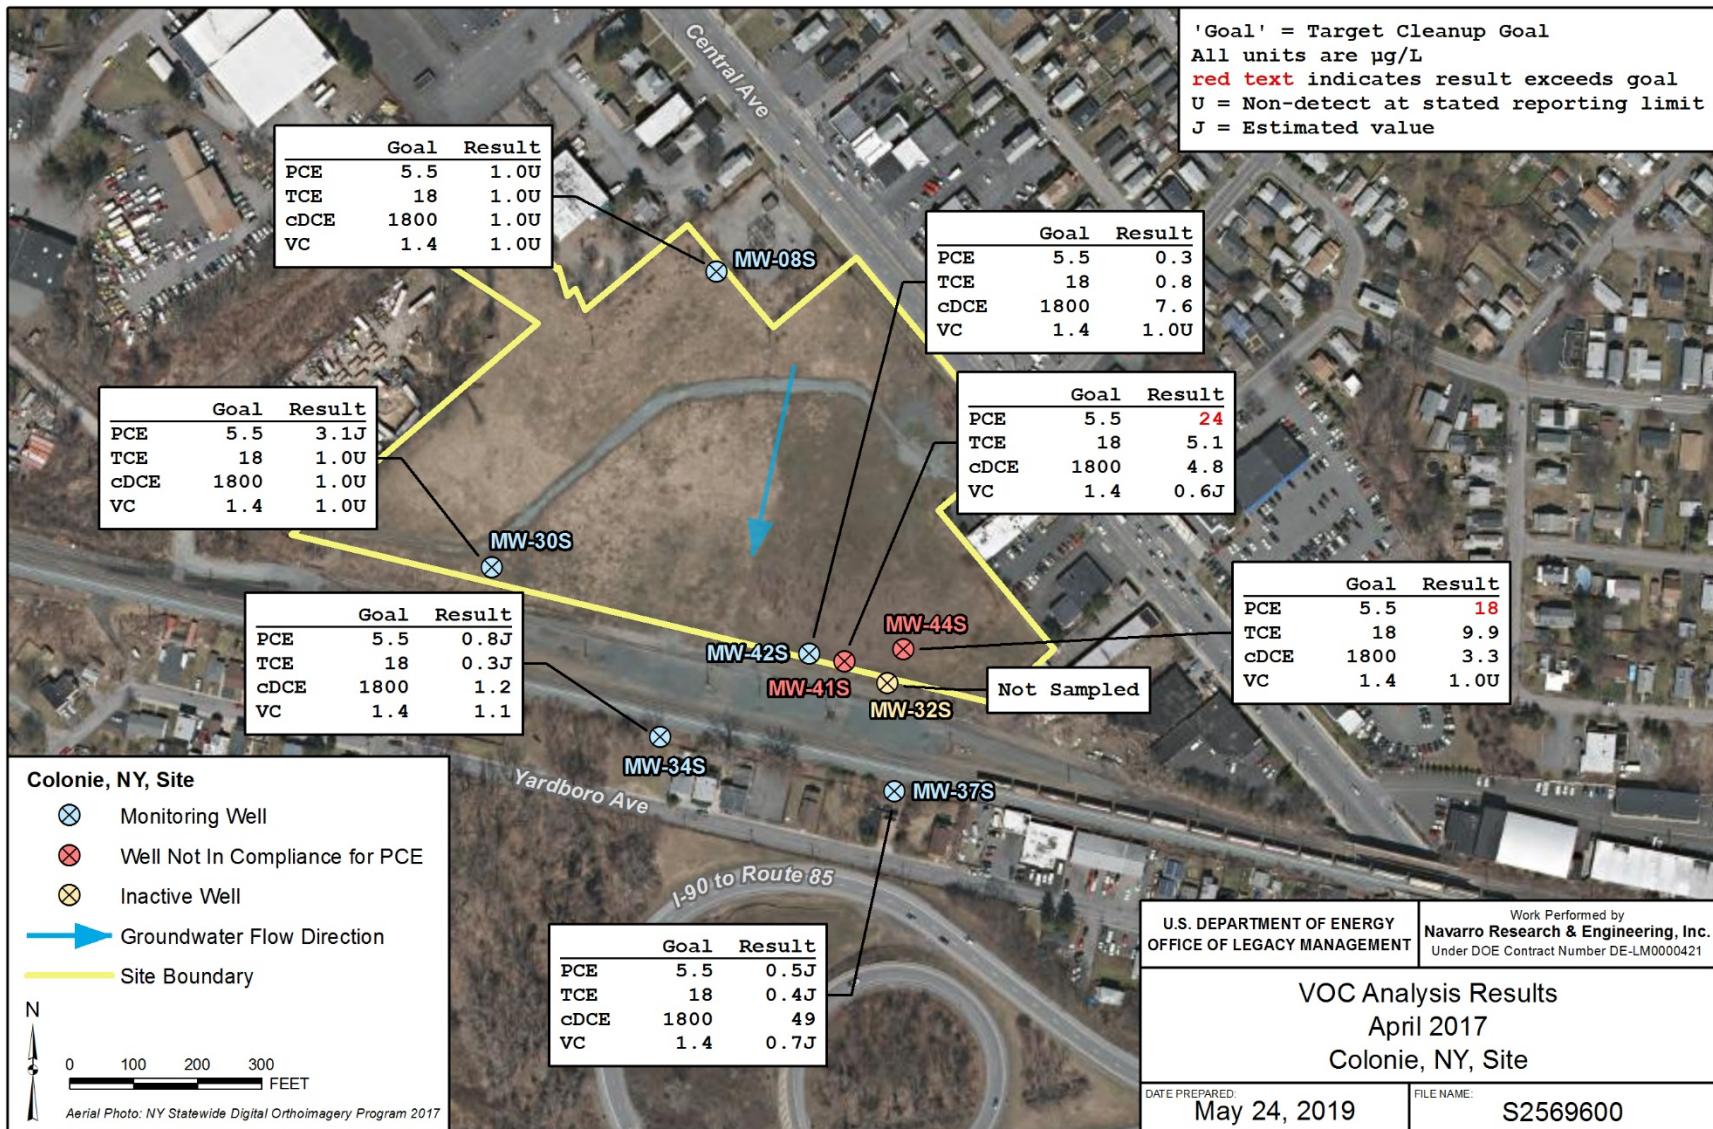 'Goal' = Target Cleanup Goal
All units are µg/L
red text indicates result exceeds goal
U = Non-detect at stated reporting limit
J = Estimated value
Central Ave
Goal Result
PCE 5.5 1.0U
TCE 18 1.0U
cDCE 1800 1.0U
VC 1.4 1.0U
MW-08S
Goal Result
PCE 5.5 0.3
TCE 18 0.8
cDCE 1800 7.6
VC 1.4 1.0U
Goal Result
PCE 5.5 24
TCE 18 5.1
cDCE 1800 4.8
VC 1.4 0.6J
Goal Result
PCE 5.5 3.1J
TCE 18 1.0U
cDCE 1800 1.0U
VC 1.4 1.0U
MW-30S
Goal Result
PCE 5.5 18
TCE 18 9.9
cDCE 1800 3.3
VC 1.4 1.0U
Goal Result
PCE 5.5 0.8J
TCE 18 0.3J
cDCE 1800 1.2
VC 1.4 1.1
MW-44S
MW-42S
MW-41S
Not Sampled
MW-32S
MW-34S
MW-37S
Yardboro Ave
I-90 to Route 85
Goal Result
PCE 5.5 0.5J
TCE 18 0.4J
cDCE 1800 49
VC 1.4 0.7J
Colonie, NY, Site
Monitoring Well
Well Not In Compliance for PCE
Inactive Well
Groundwater Flow Direction
Site Boundary
N
0 100 200 300
FEET
Aerial Photo: NY Statewide Digital Orthoimagery Program 2017
U.S. DEPARTMENT OF ENERGY
OFFICE OF LEGACY MANAGEMENT
Work Performed by
Navarro Research & Engineering, Inc.
Under DOE Contract Number DE-LM0000421
VOC Analysis Results
April 2017
Colonie, NY, Site
DATE PREPARED:
May 24, 2019
FILE NAME:
S2569600